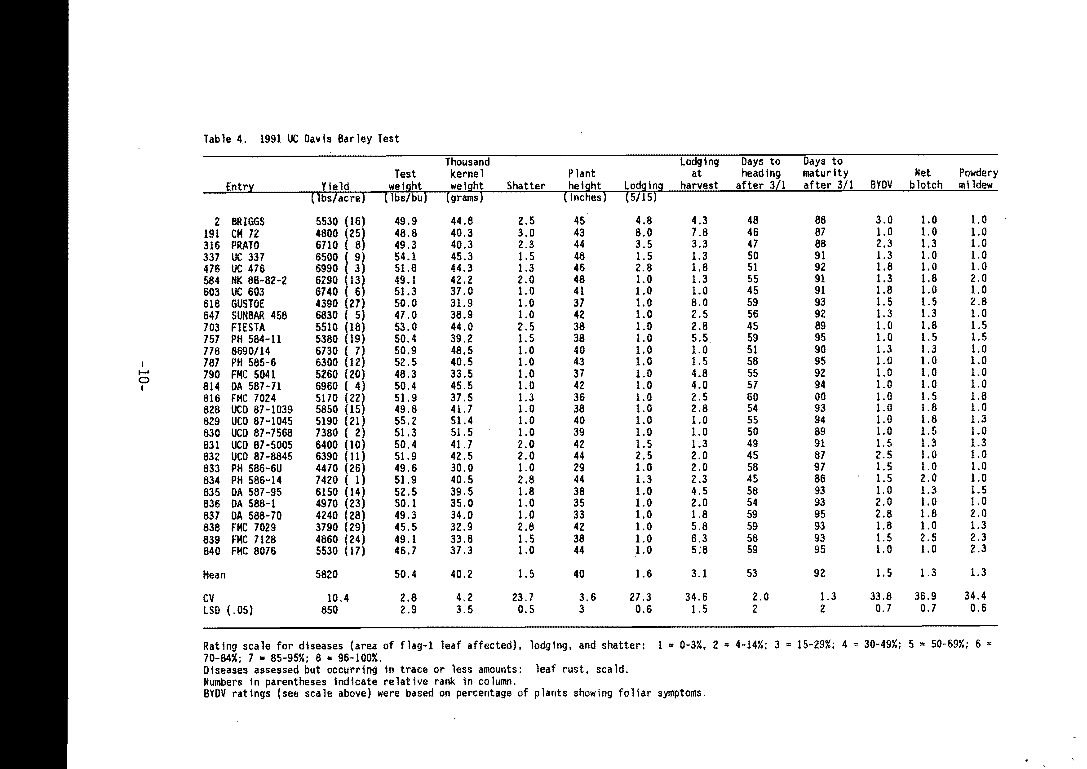 Table 4. 1991 UC Davis Barley Test
Thousand Lodging Days to Days to
Test kernel Plant at heading maturity Net Powdery
Entry Yield weight weight Shatter height Lodging harvest after 3/1 after 3/1 BYDV blotch mildew
(lbs/acre) (lbs/bu) (grams) (inches) (5/15)
2 BRIGGS 5530 (16) 49.9 44.8 2.5 45 4.8 4.3 48 88 3.0 1.0 1.0
191 CM 72 4800 (25) 48.8 40.3 3.0 43 8.0 7.8 46 87 1.0 1.0 1.0
316 PRATO 6710 ( 8) 49.3 40.3 2.3 44 3.5 3.3 47 88 2.3 1.3 1.0
337 UC 337 6500 ( 9) 54.1 45.3 1.5 48 1.5 1.3 50 91 1.3 1.0 1.0
476 UC 476 6990 ( 3) 51.8 44.3 1.3 46 2.8 1.8 51 92 1.8 1.0 1.0
584 NK 88-82-2 6290 (13) 49.1 42.2 2.0 48 1.0 1.3 55 91 1.3 1.8 2.0
603 UC 603 6740 ( 6) 51.3 37.0 1.0 41 1.0 1.0 45 91 1.8 1.0 1.0
618 GUSTOE 4390 (27) 50.0 31.9 1.0 37 1.0 8.0 59 93 1.5 1.5 2.8
647 SUNBAR 458 6830 ( 5) 47.0 38.9 1.0 42 1.0 2.5 56 92 1.3 1.3 1.0
703 FIESTA 5510 (18) 53.0 44.0 2.5 38 1.0 2.8 45 89 1.0 1.8 1.5
757 PH 584-11 5380 (19) 50.4 39.2 1.5 38 1.0 5.5 59 95 1.0 1.5 1.5
778 8690/14 6730 ( 7) 50.9 48.5 1.0 40 1.0 1.0 51 90 1.3 1.3 1.0
787 PH 585-6 6300 (12) 52.5 40.5 1.0 43 1.0 1.5 58 95 1.0 1.0 1.0
790 FMC 5041 5260 (20) 48.3 33.5 1.0 37 1.0 4.8 55 92 1.0 1.0 1.0
814 DA 587-71 6960 ( 4) 50.4 45.5 1.0 42 1.0 4.0 57 94 1.0 1.0 1.0
816 FMC 7024 5170 (22) 51.9 37.5 1.3 36 1.0 2.5 60 00 1.0 1.5 1.8
828 UCD 87-1039 5850 (15) 49.8 41.7 1.0 38 1.0 2.8 54 93 1.0 1.8 1.0
829 UCD 87-1045 5190 (21) 55.2 51.4 1.0 40 1.0 1.0 55 94 1.0 1.8 1.3
830 UCD 87-7568 7380 ( 2) 51.3 51.5 1.0 39 1.0 1.0 50 89 1.0 1.5 1.0
831 UCD 87-5005 6400 (10) 50.4 41.7 2.0 42 1.5 1.3 49 91 1.5 1.3 1.3
832 UCD 87-8845 6390 (11) 51.9 42.5 2.0 44 2.5 2.0 45 87 2.5 1.0 1.0
833 PH 586-6U 4470 (26) 49.6 30.0 1.0 29 1.0 2.0 58 97 1.5 1.0 1.0
834 PH 586-14 7420 ( 1) 51.9 40.5 2.8 44 1.3 2.3 45 86 1.5 2.0 1.0
835 DA 587-95 6150 (14) 52.5 39.5 1.8 38 1.0 4.5 58 93 1.0 1.3 1.5
836 DA 588-1 4970 (23) 50.1 35.0 1.0 35 1.0 2.0 54 93 2.0 1.0 1.0
837 DA 588-70 4240 (28) 49.3 34.0 1.0 33 1.0 1.8 59 95 2.8 1.8 2.0
838 FMC 7029 3790 (29) 45.5 32.9 2.8 42 1.0 5.8 59 93 1.8 1.0 1.3
839 FMC 7128 4860 (24) 49.1 33.8 1.5 38 1.0 6.3 58 93 1.5 2.5 2.3
840 FMC 8076 5530 (17) 46.7 37.3 1.0 44 1.0 5.8 59 95 1.0 1.0 2.3
Mean 5820 50.4 40.2 1.5 40 1.6 3.1 53 92 1.5 1.3 1.3
CV 10.4 2.8 4.2 23.7 3.6 27.3 34.6 2.0 1.3 33.8 36.9 34.4
LSD (.05) 850 2.9 3.5 0.5 3 0.6 1.5 2 2 0.7 0.7 0.6
Rating scale for diseases (area of flag-1 leaf affected), lodging, and shatter: 1 = 0-3%, 2 = 4-14%; 3 = 15-29%; 4 = 30-49%; 5 = 50-69%; 6 =
70-84%; 7 = 85-95%; 8 = 96-100%.
Diseases assessed but occurring in trace or less amounts: leaf rust, scald.
Numbers in parentheses indicate relative rank in column.
BYDV ratings (see scale above) were based on percentage of plants showing foliar symptoms.
-10-